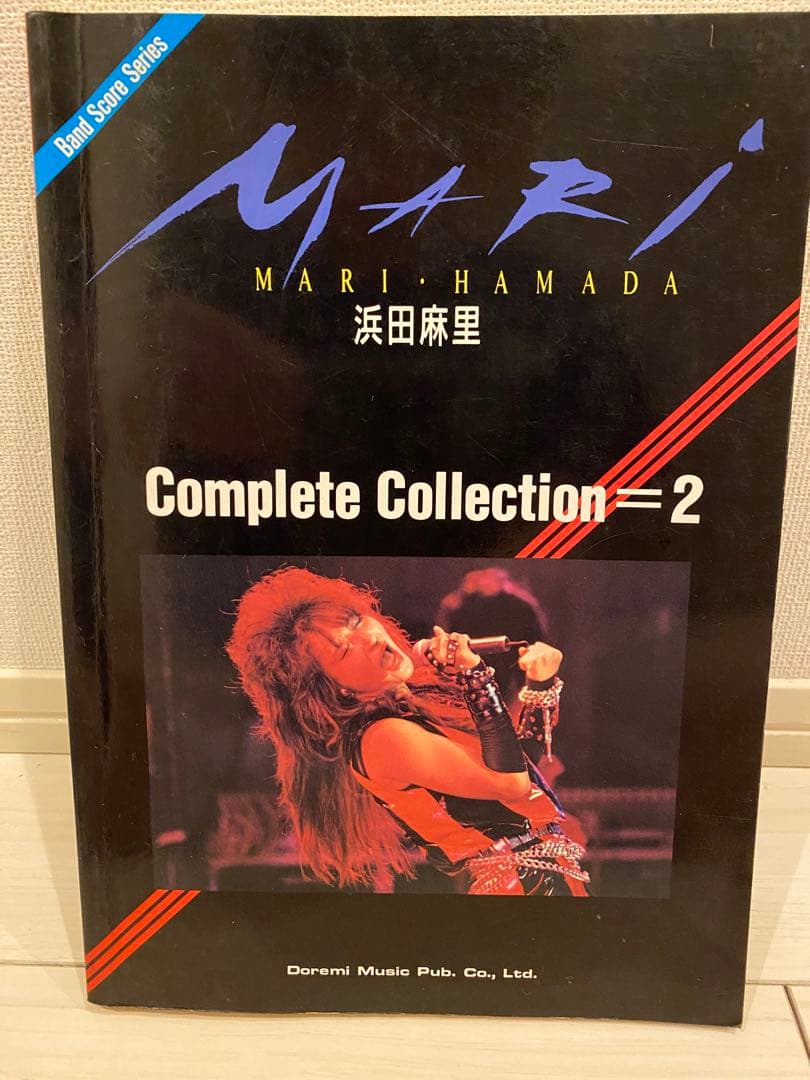 Band Score Series
MARI
MARI・HAMADA
浜田麻里
Complete Collection=2
Doremi Music Pub. Co., Ltd.